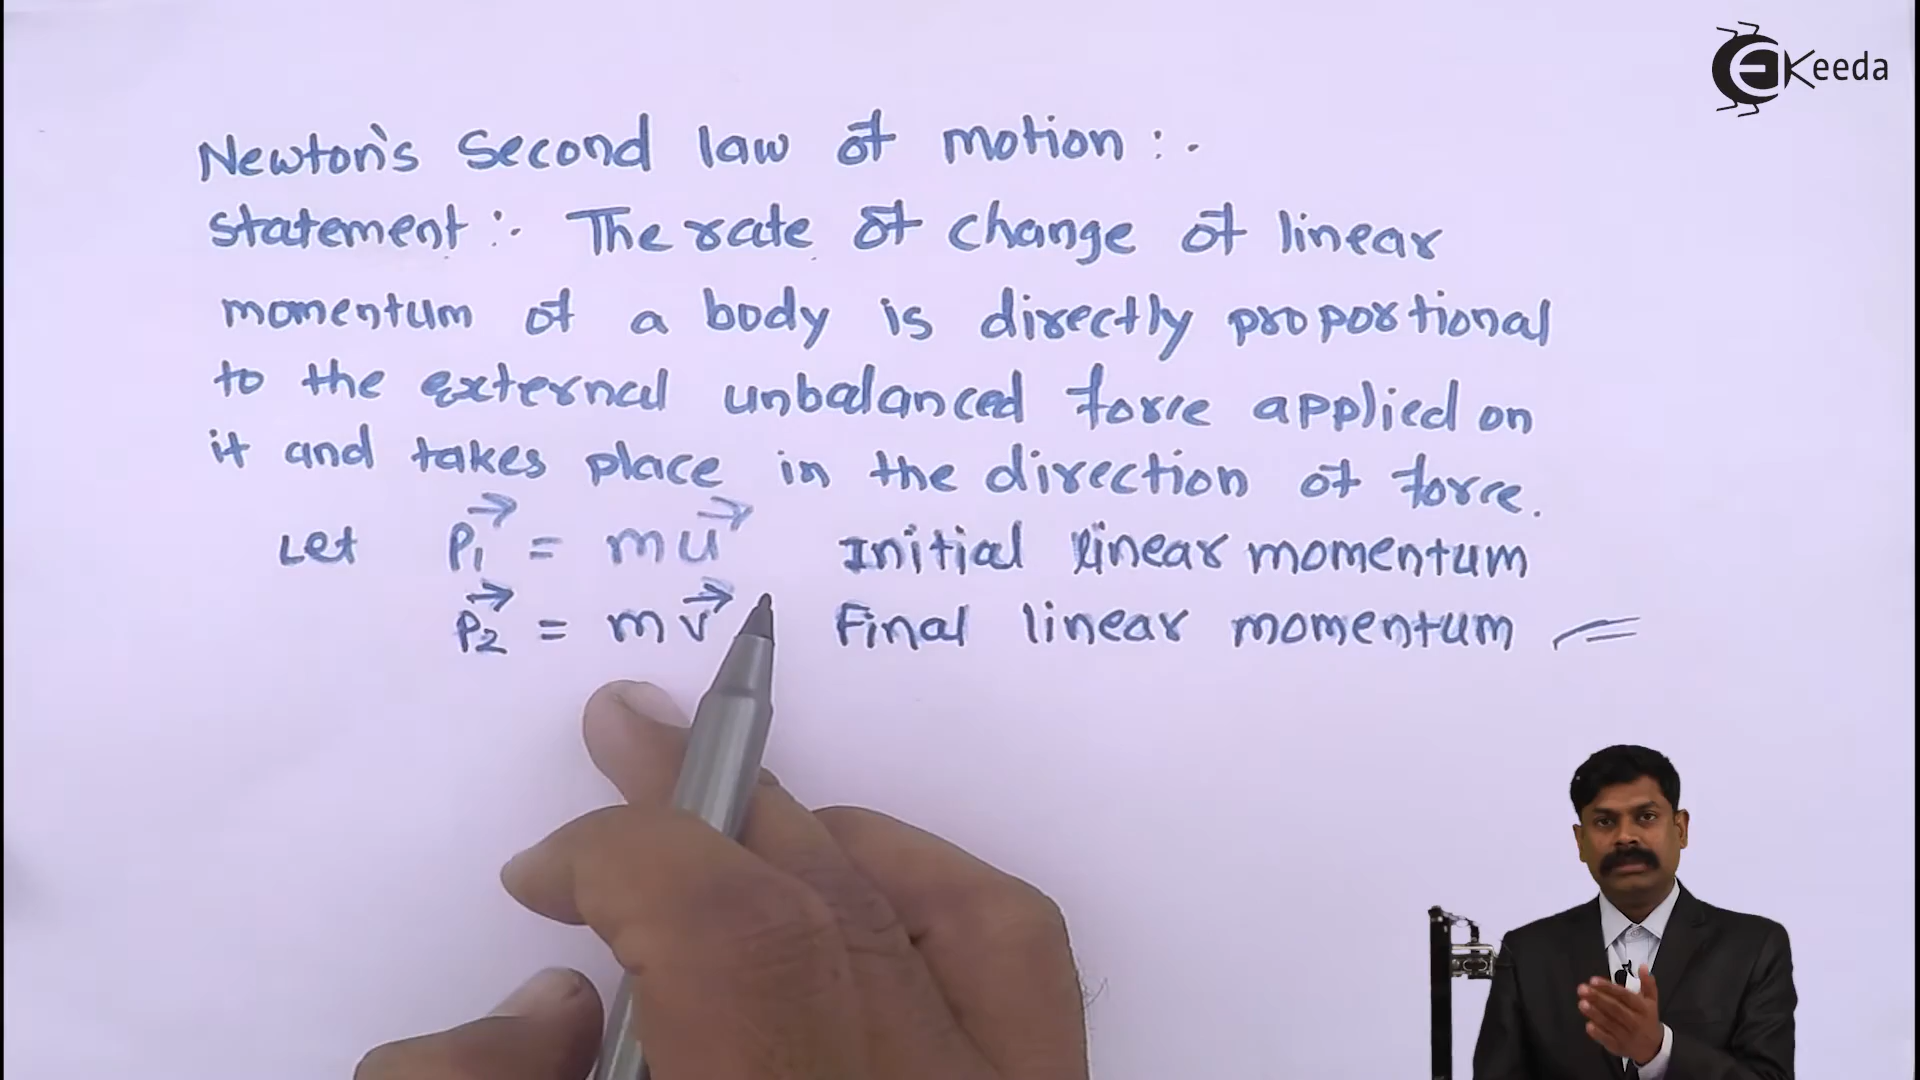 EKeeda
Newton's Second law of motion :-
Statement :- The rate of change of linear
momentum of a body is directly proportional
to the external unbalanced force applied on
it and takes place in the direction of force.
Let P₁⃗ = mu⃗ Initial linear momentum
P₂⃗ = mv⃗ Final linear momentum